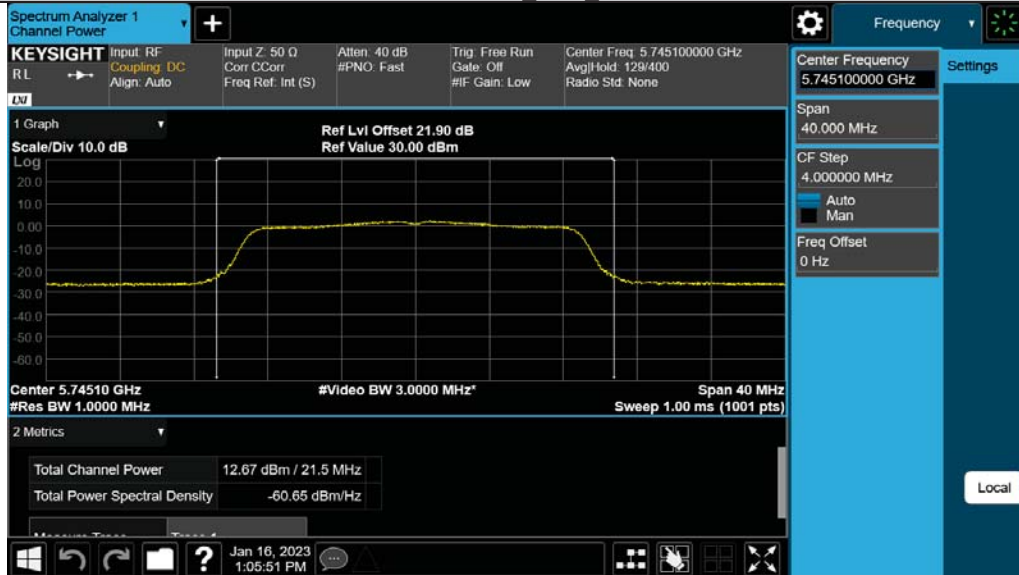 Spectrum Analyzer 1
Channel Power
+
Frequency
KEYSIGHT
RL
LXI
Input: RF
Coupling: DC
Align: Auto
Input Z: 50 Ω
Corr CCorr
Freq Ref: Int (S)
Atten: 40 dB
#PNO: Fast
Trig: Free Run
Gate: Off
#IF Gain: Low
Center Freq: 5.745100000 GHz
Avg|Hold: 129/400
Radio Std: None
Center Frequency
5.745100000 GHz
Settings
Span
40.000 MHz
CF Step
4.000000 MHz
Auto
Man
Freq Offset
0 Hz
1 Graph
Scale/Div 10.0 dB
Ref Lvl Offset 21.90 dB
Ref Value 30.00 dBm
Log
20.0
10.0
0.00
-10.0
-20.0
-30.0
-40.0
-50.0
-60.0
Center 5.74510 GHz
#Video BW 3.0000 MHz*
Span 40 MHz
#Res BW 1.0000 MHz
Sweep 1.00 ms (1001 pts)
2 Metrics
Total Channel Power 12.67 dBm / 21.5 MHz
Total Power Spectral Density -60.65 dBm/Hz
Local
?
Jan 16, 2023
1:05:51 PM